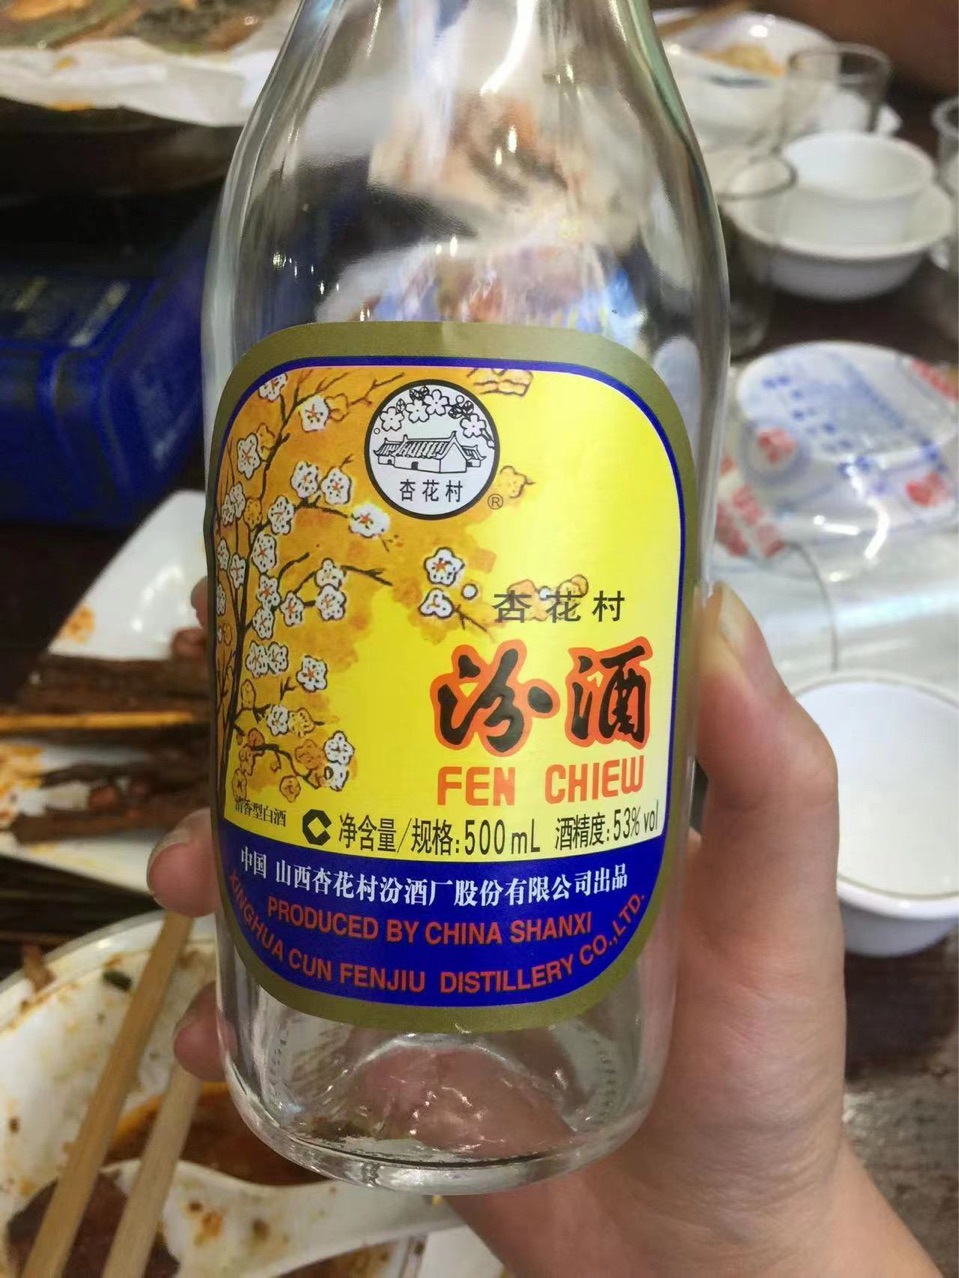 杏花村
®
杏花村
汾酒
FEN CHIEW
清香型白酒
净含量/规格:500mL 酒精度:53%vol
中国 山西杏花村汾酒厂股份有限公司出品
PRODUCED BY CHINA SHANXI
XINGHUA CUN FENJIU DISTILLERY CO.,LTD.